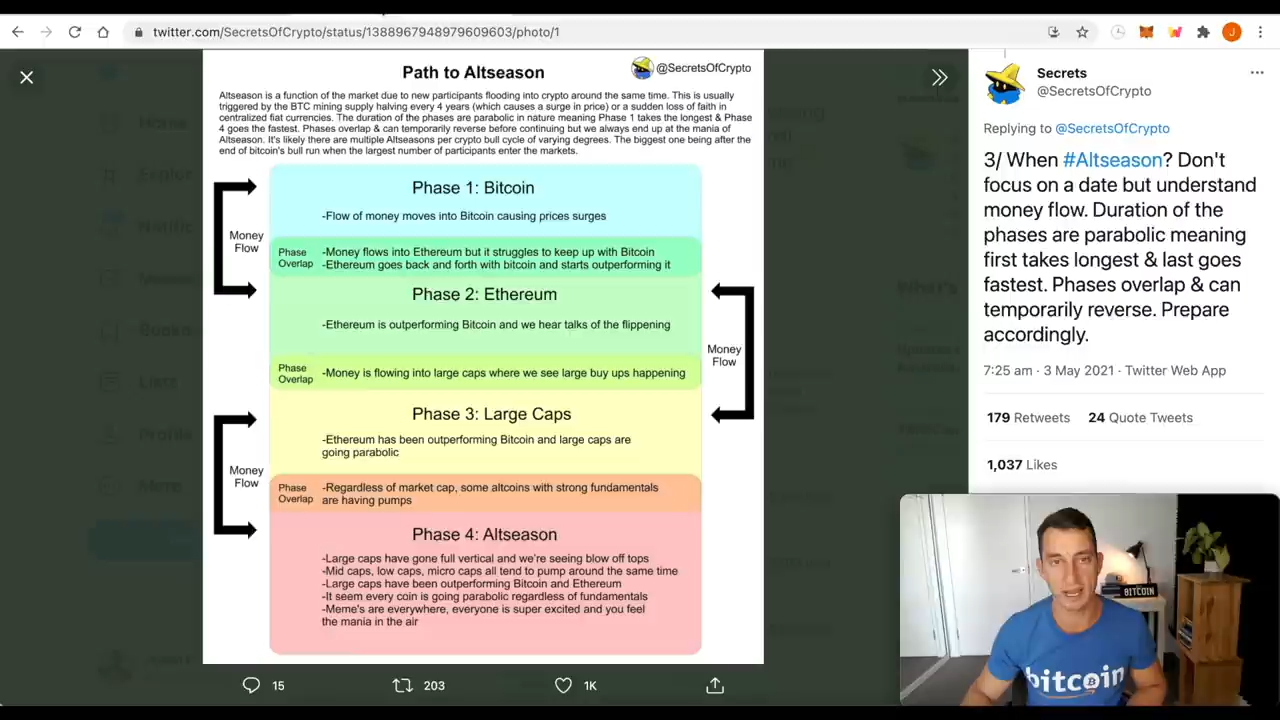 twitter.com/SecretsOfCrypto/status/1388967948979609603/photo/1
J
Path to Altseason
@SecretsOfCrypto
Altseason is a function of the market due to new participants flooding into crypto around the same time. This is usually
triggered by the BTC mining supply halving every 4 years (which causes a surge in price) or a sudden loss of faith in
centralized fiat currencies. The duration of the phases are parabolic in nature meaning Phase 1 takes the longest & Phase
4 goes the fastest. Phases overlap & can temporarily reverse before continuing but we always end up at the mania of
Altseason. It's likely there are multiple Altseasons per crypto bull cycle of varying degrees. The biggest one being after the
end of bitcoin's bull run when the largest number of participants enter the markets.
Phase 1: Bitcoin
-Flow of money moves into Bitcoin causing prices surges
Money
Flow
Phase
Overlap
-Money flows into Ethereum but it struggles to keep up with Bitcoin
-Ethereum goes back and forth with bitcoin and starts outperforming it
Phase 2: Ethereum
-Ethereum is outperforming Bitcoin and we hear talks of the flippening
Money
Flow
Phase
Overlap
-Money is flowing into large caps where we see large buy ups happening
Phase 3: Large Caps
-Ethereum has been outperforming Bitcoin and large caps are
going parabolic
Money
Flow
Phase
Overlap
-Regardless of market cap, some altcoins with strong fundamentals
are having pumps
Phase 4: Altseason
-Large caps have gone full vertical and we're seeing blow off tops
-Mid caps, low caps, micro caps all tend to pump around the same time
-Large caps have been outperforming Bitcoin and Ethereum
-It seem every coin is going parabolic regardless of fundamentals
-Meme's are everywhere, everyone is super excited and you feel
the mania in the air
15
203
1K
Secrets
@SecretsOfCrypto
Replying to @SecretsOfCrypto
3/ When #Altseason? Don't
focus on a date but understand
money flow. Duration of the
phases are parabolic meaning
first takes longest & last goes
fastest. Phases overlap & can
temporarily reverse. Prepare
accordingly.
7:25 am · 3 May 2021 · Twitter Web App
179 Retweets 24 Quote Tweets
1,037 Likes
BITCOIN
bitcoin